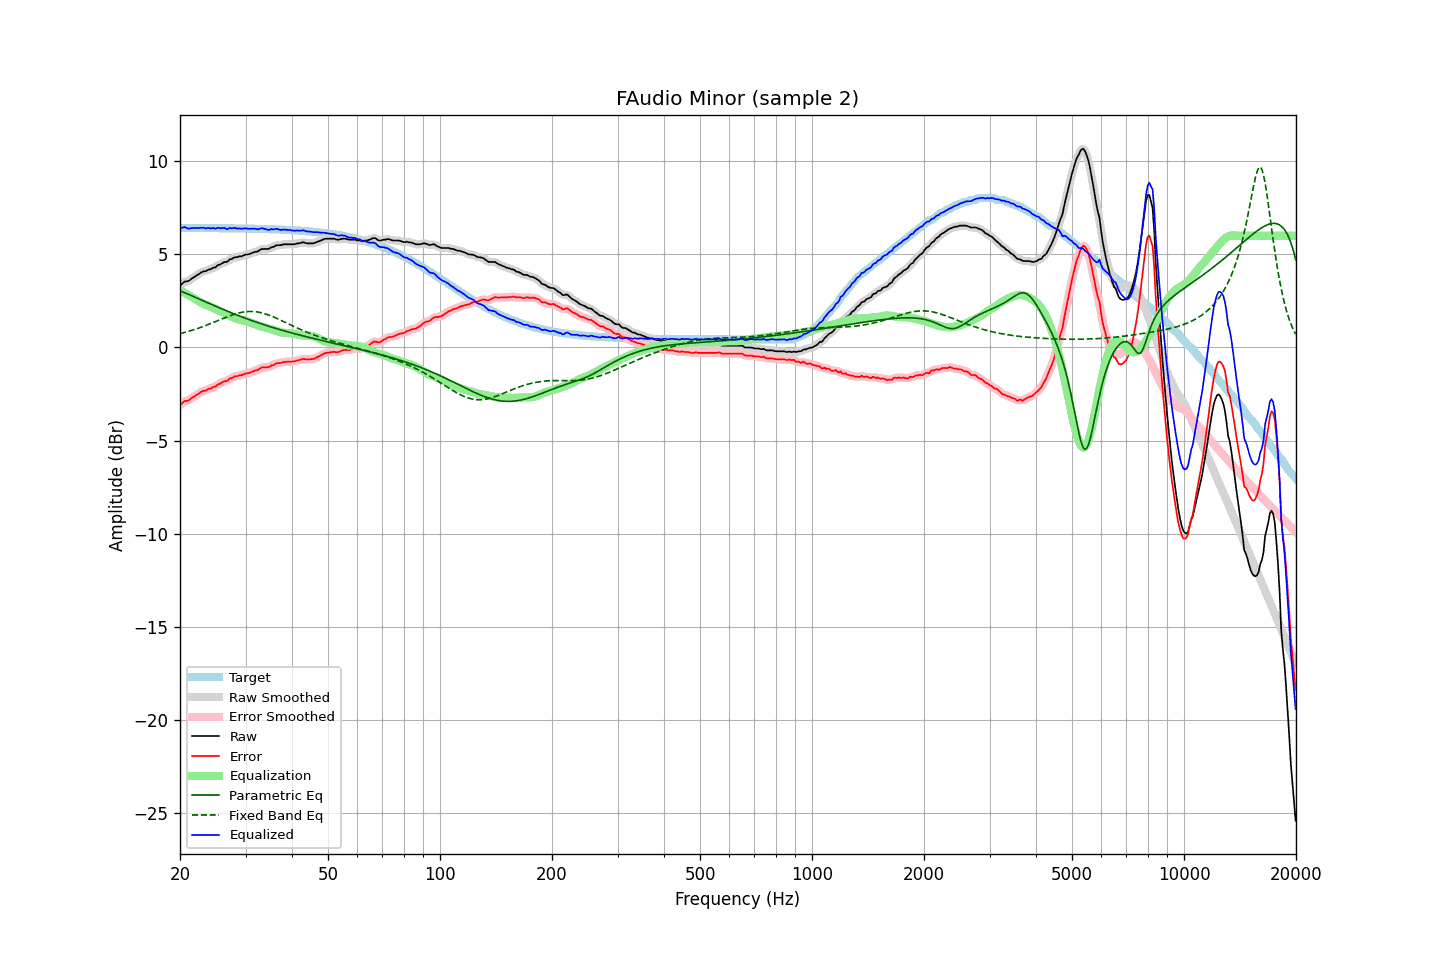 FAudio Minor (sample 2)
10
5
0
−5
−10
−15
−20
−25
Amplitude (dBr)
Target
Raw Smoothed
Error Smoothed
Raw
Error
Equalization
Parametric Eq
Fixed Band Eq
Equalized
20 50 100 200 500 1000 2000 5000 10000 20000
Frequency (Hz)